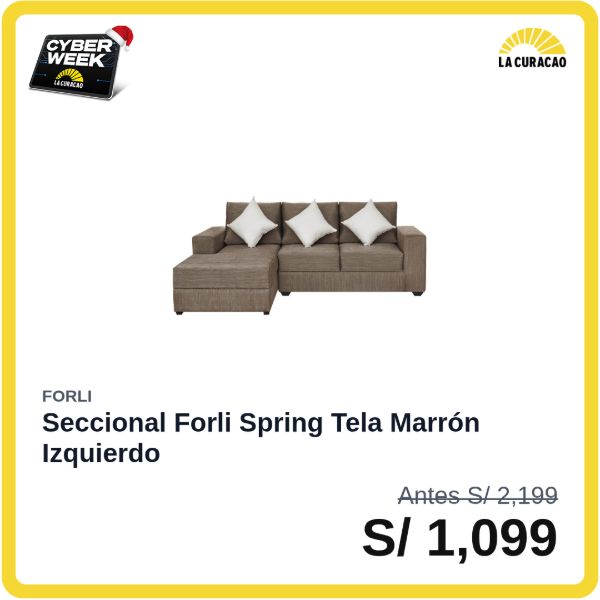 CYBER
WEEK
LA CURACAO
LA CURACAO
FORLI
Seccional Forli Spring Tela Marrón
Izquierdo
Antes S/ 2,199
S/ 1,099